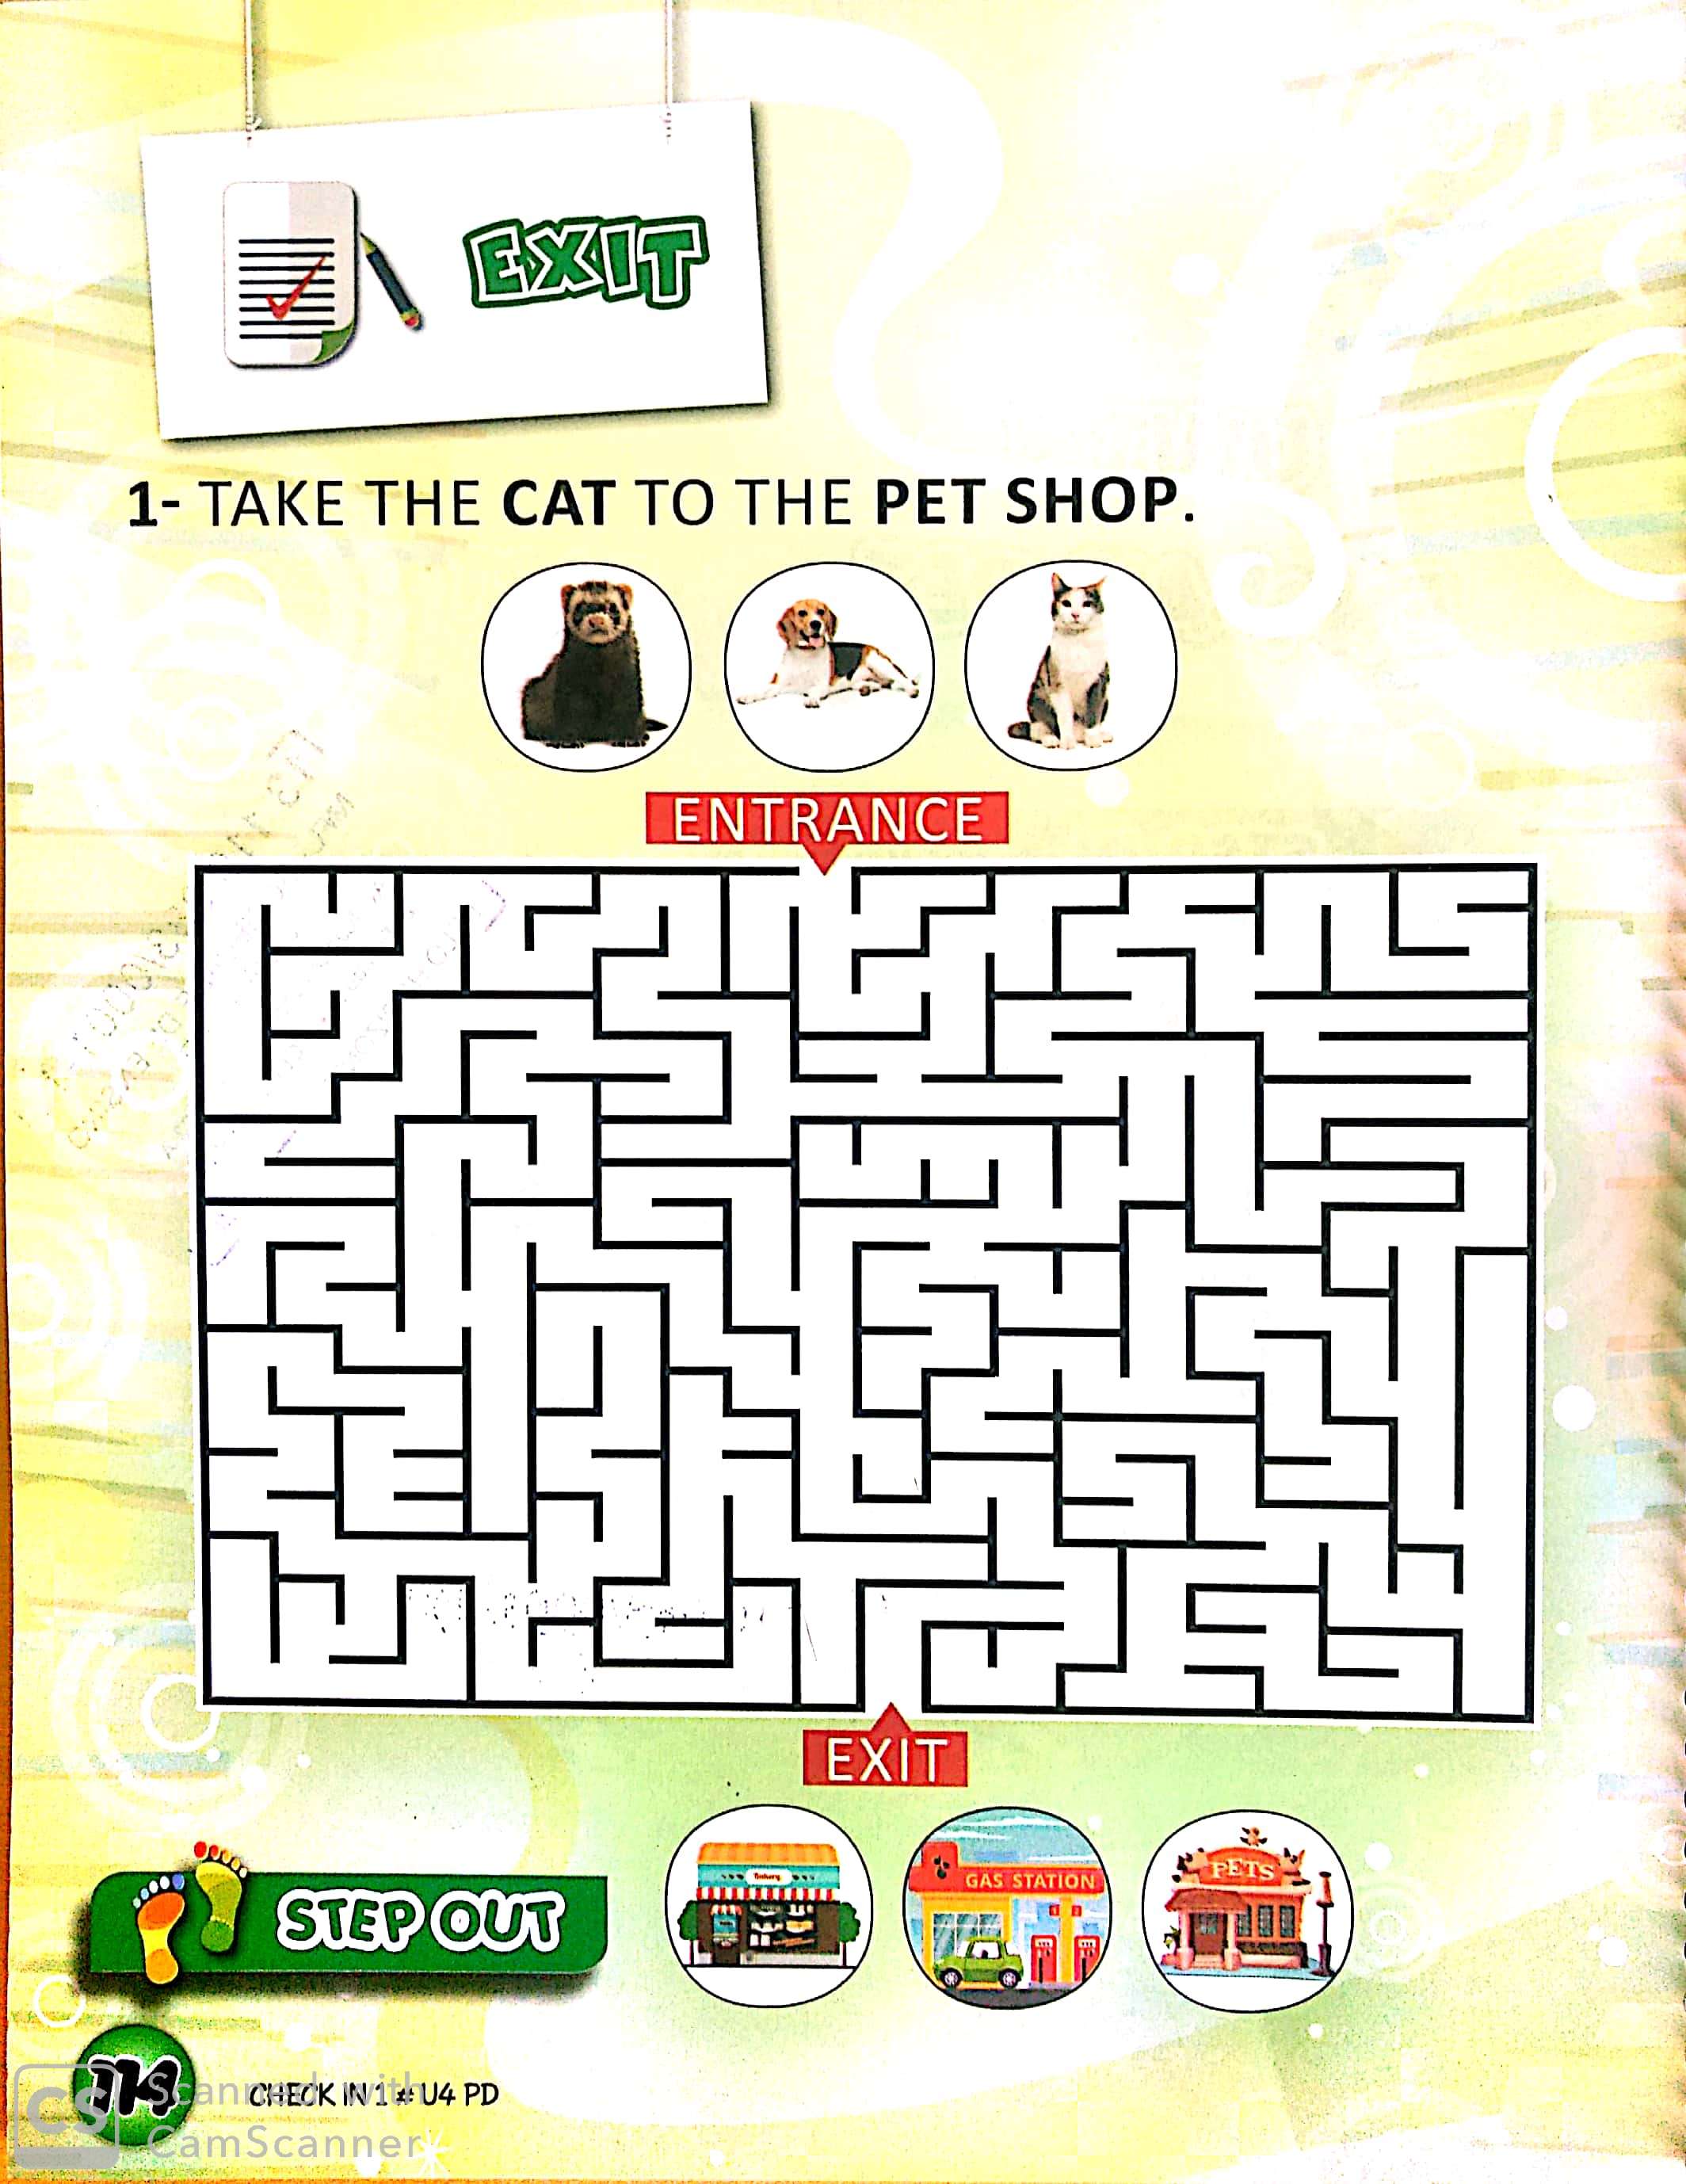 EXIT
1- TAKE THE CAT TO THE PET SHOP.
ENTRANCE
EXIT
Bakery
GAS STATION
PETS
STEP OUT
114
CHECK IN 1 # U4 PD
CS
Scanned with
CamScanner